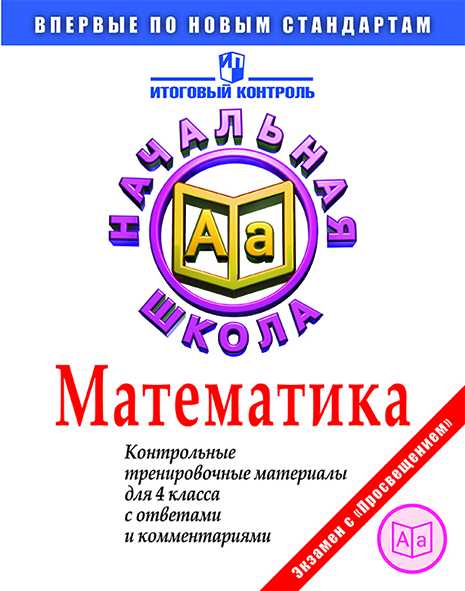 ВПЕРВЫЕ ПО НОВЫМ СТАНДАРТАМ
ИП
ИТОГОВЫЙ КОНТРОЛЬ
НАЧАЛЬНАЯ
Аа
ШКОЛА
Математика
Контрольные
тренировочные материалы
для 4 класса
с ответами
и комментариями
Экзамен с «Просвещением»
Аа